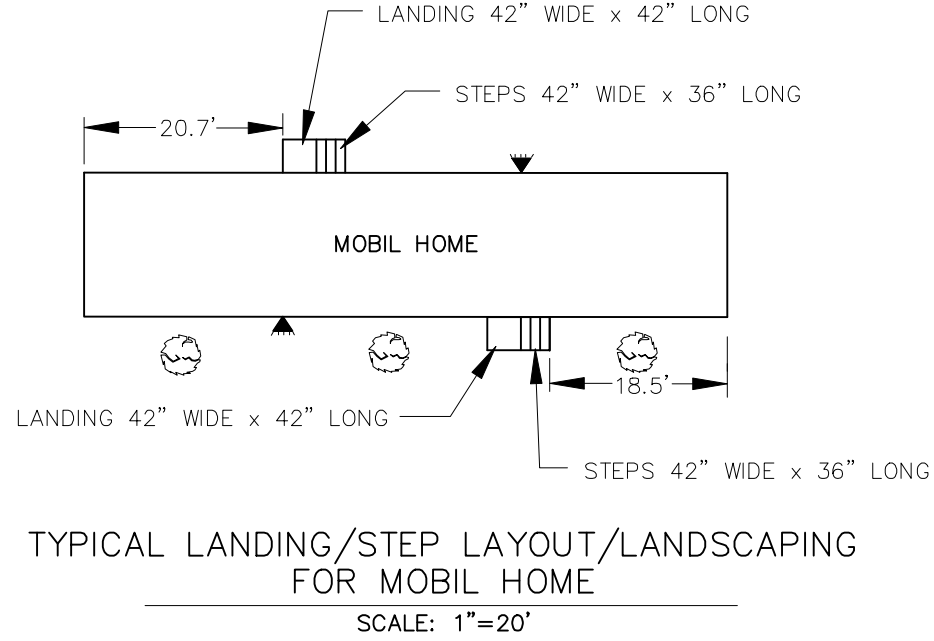 LANDING 42” WIDE x 42” LONG
STEPS 42” WIDE x 36” LONG
20.7’
MOBIL HOME
18.5’
LANDING 42” WIDE x 42” LONG
STEPS 42” WIDE x 36” LONG
TYPICAL LANDING/STEP LAYOUT/LANDSCAPING
FOR MOBIL HOME
SCALE: 1”=20’